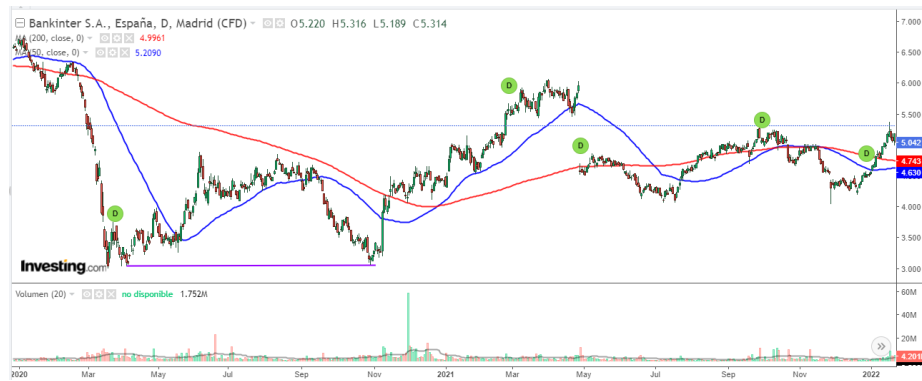 Bankinter S.A., España, D, Madrid (CFD) O5.220 H5.316 L5.189 C5.314
MA (200, close, 0) 4.9961
MA (50, close, 0) 5.2090
7.000
6.500
6.000
5.500
5.042
4.743
4.630
4.000
3.500
3.000
D
D
D
D
D
Investing.com
Volumen (20) no disponible 1.752M
60M
40M
20M
4.201M
2020 Mar May Jul Sep Nov 2021 Mar May Jul Sep Nov 2022